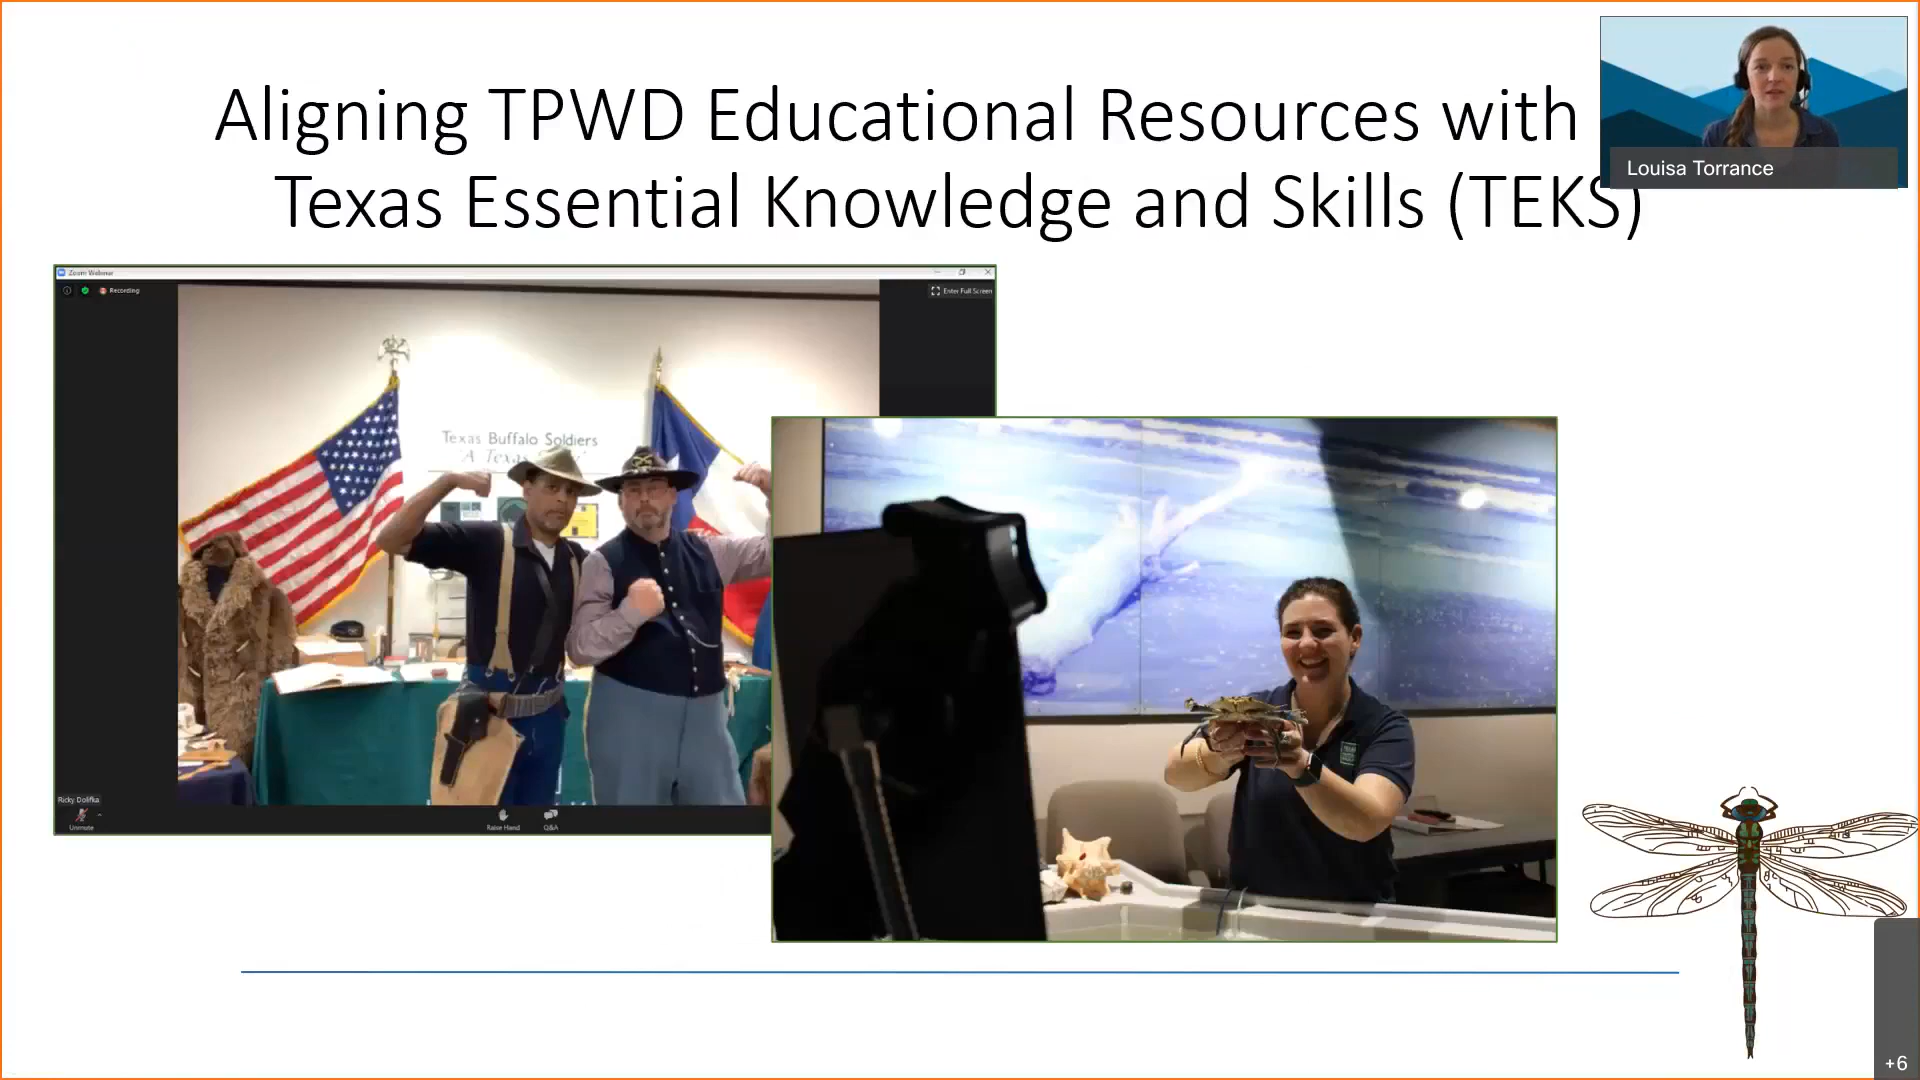 Aligning TPWD Educational Resources with
Texas Essential Knowledge and Skills (TEKS)
Louisa Torrance
Zoom Webinar
Recording
Enter Full Screen
Texas Buffalo Soldiers
"A Texas
Ricky Dolifka
Unmute
Raise Hand
Q&A
+6